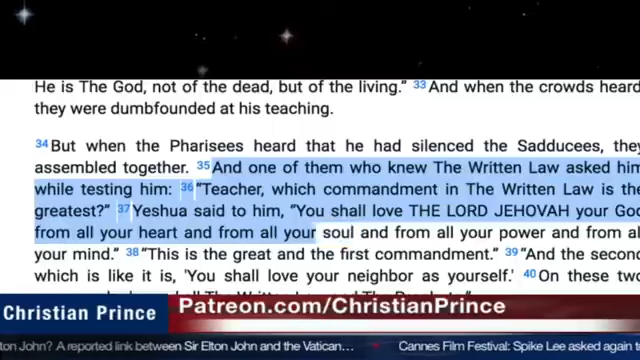 He is The God, not of the dead, but of the living.” 33 And when the crowds heard
they were dumbfounded at his teaching.
34 But when the Pharisees heard that he had silenced the Sadducees, they
assembled together. 35 And one of them who knew The Written Law asked him
while testing him: 36 “Teacher, which commandment in The Written Law is the
greatest?” 37 Yeshua said to him, “You shall love THE LORD JEHOVAH your God
from all your heart and from all your soul and from all your power and from all
your mind.” 38 “This is the great and the first commandment.” 39 “And the second
which is like it is, 'You shall love your neighbor as yourself.' 40 On these two
Christian Prince
Patreon.com/ChristianPrince
ton John? A reported link between Sir Elton John and the Vatican...
Cannes Film Festival: Spike Lee asked again t